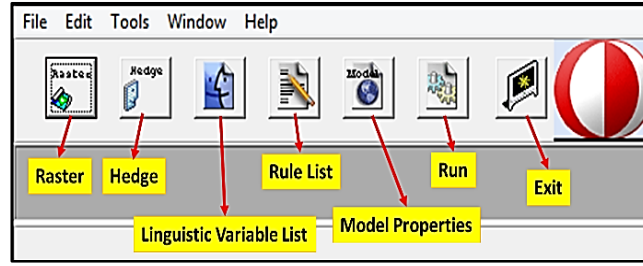 File Edit Tools Window Help
Raster Hedge Model
Raster Hedge Rule List Run Exit
Linguistic Variable List Model Properties